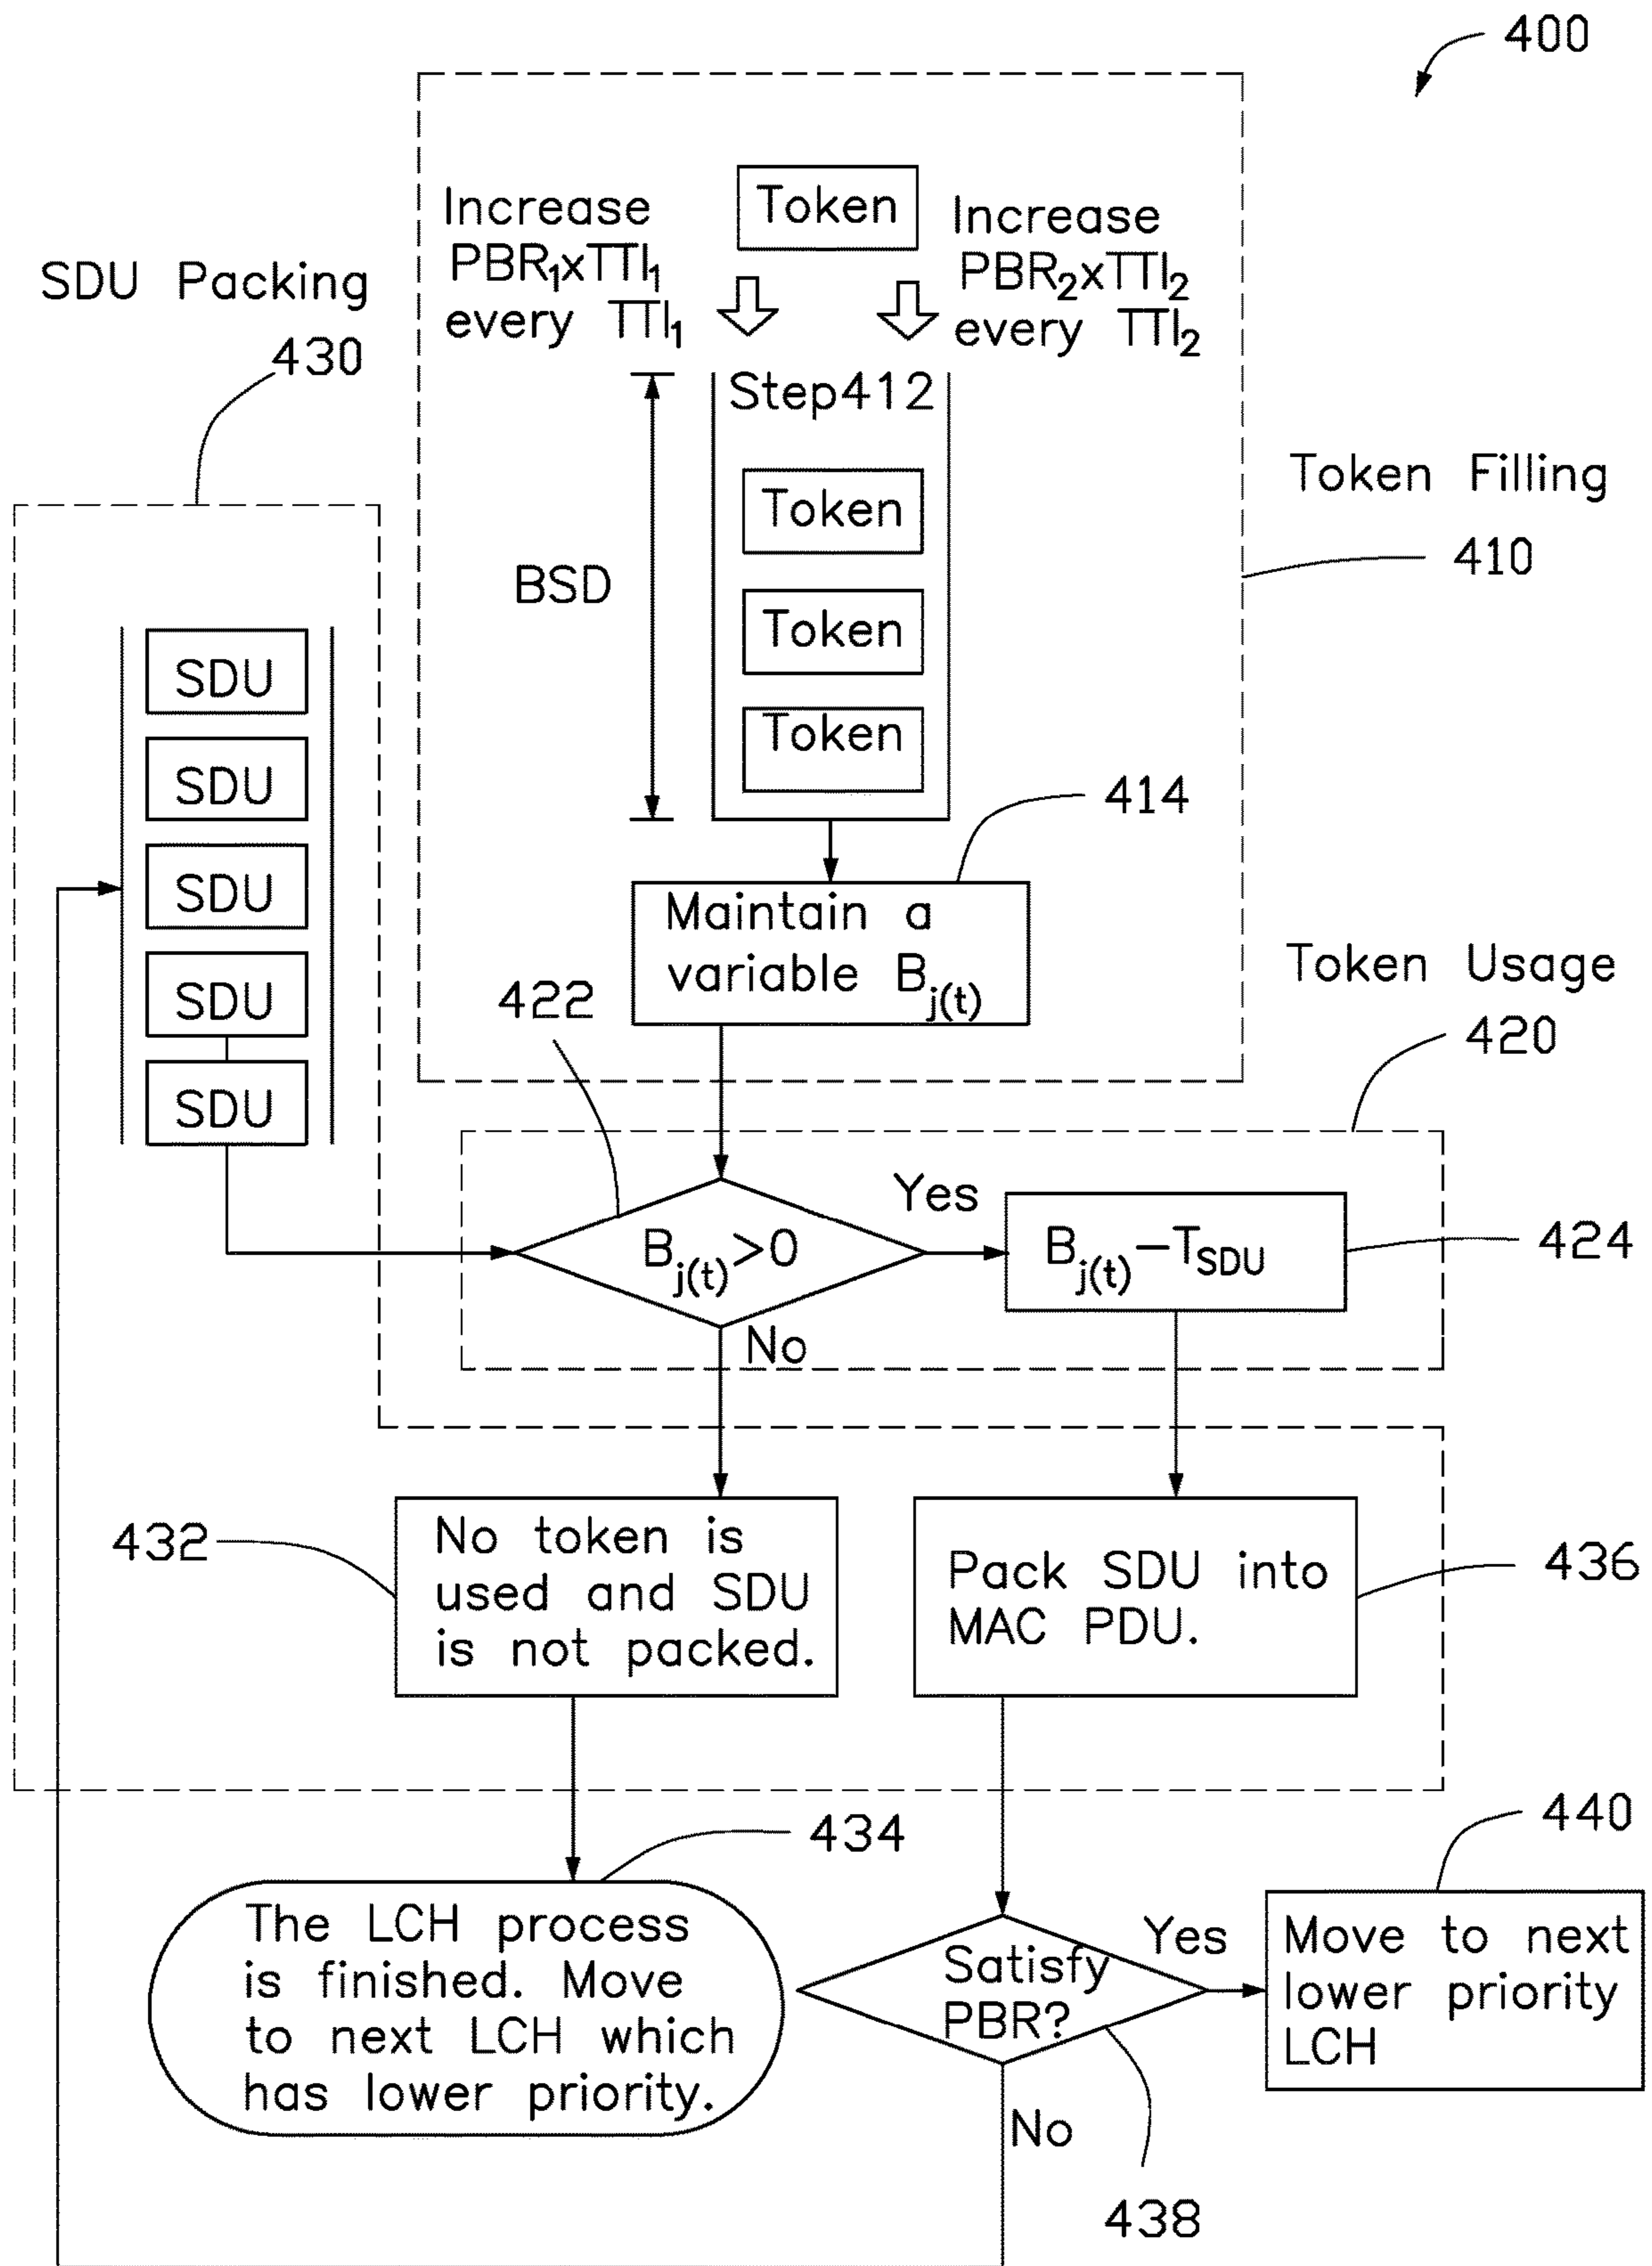 400
Token
Increase
PBR₁xTTI₁
every TTI₁
Increase
PBR₂xTTI₂
every TTI₂
SDU Packing
430
Step412
Token Filling
410
Token
Token
Token
BSD
SDU
SDU
SDU
SDU
SDU
414
Maintain a
variable B_j(t)
Token Usage
420
422
Yes
B_j(t)>0
B_j(t)−T_SDU
424
No
432
No token is
used and SDU
is not packed.
Pack SDU into
MAC PDU.
436
434
440
The LCH process
is finished. Move
to next LCH which
has lower priority.
Satisfy
PBR?
Yes
Move to next
lower priority
LCH
No
438